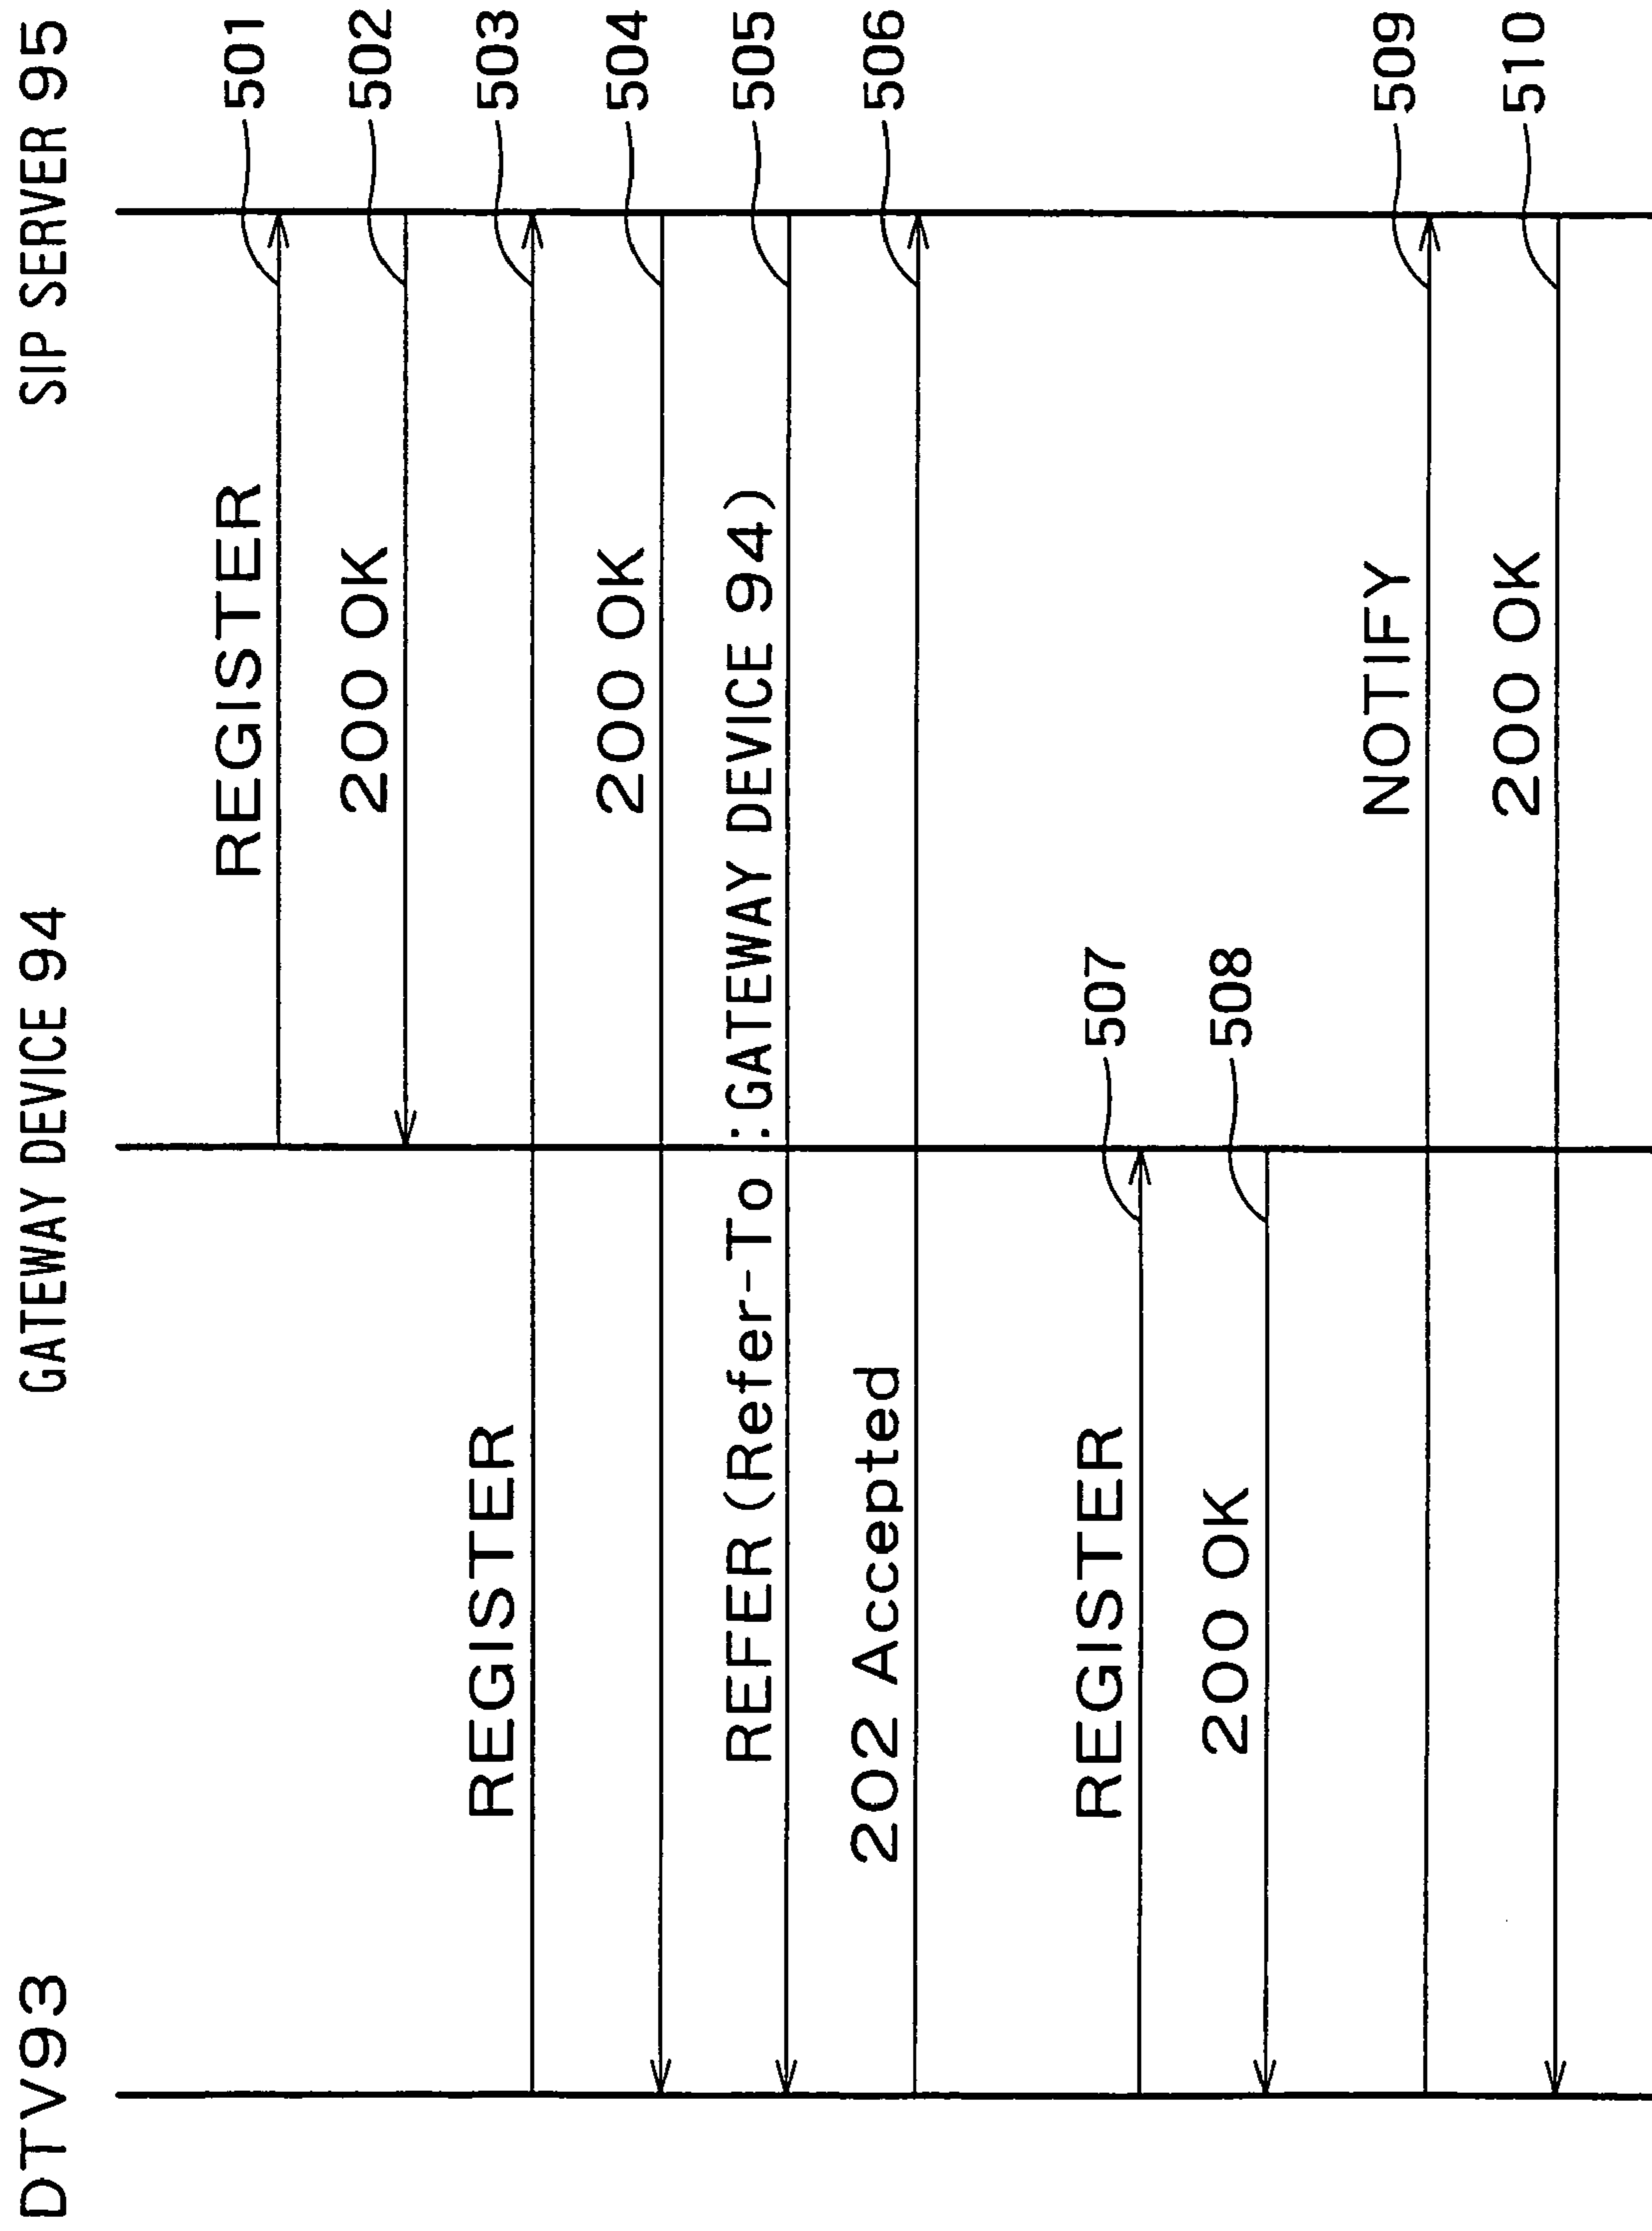 DTV93
GATEWAY DEVICE 94
SIP SERVER 95
REGISTER
501
200 OK
502
REGISTER
503
200 OK
504
REFER (Refer-To :GATEWAY DEVICE 94)
505
202 Accepted
506
REGISTER
507
200 OK
508
NOTIFY
509
200 OK
510